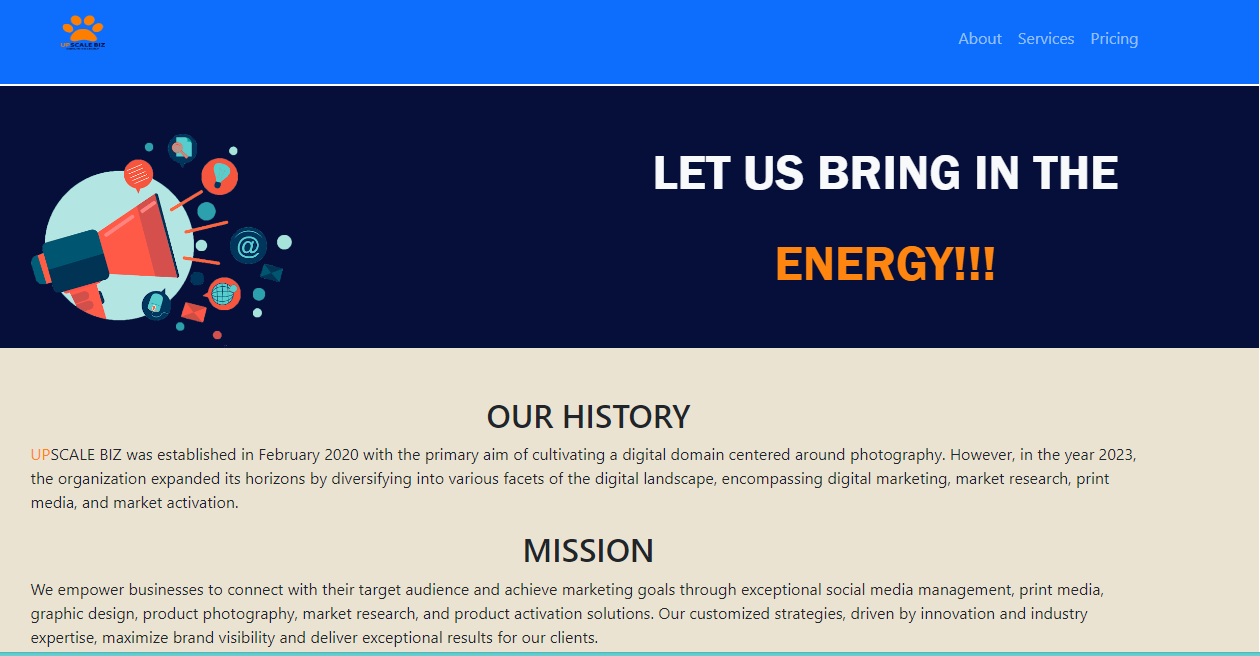 UPSCALE BIZ
About Services Pricing
LET US BRING IN THE
ENERGY!!!
@
OUR HISTORY
UPSCALE BIZ was established in February 2020 with the primary aim of cultivating a digital domain centered around photography. However, in the year 2023,
the organization expanded its horizons by diversifying into various facets of the digital landscape, encompassing digital marketing, market research, print
media, and market activation.
MISSION
We empower businesses to connect with their target audience and achieve marketing goals through exceptional social media management, print media,
graphic design, product photography, market research, and product activation solutions. Our customized strategies, driven by innovation and industry
expertise, maximize brand visibility and deliver exceptional results for our clients.